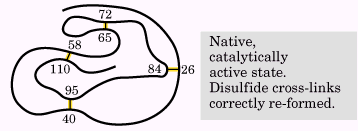 72
65
58
110
84
26
95
40
Native,
catalytically
active state.
Disulfide cross-links
correctly re-formed.